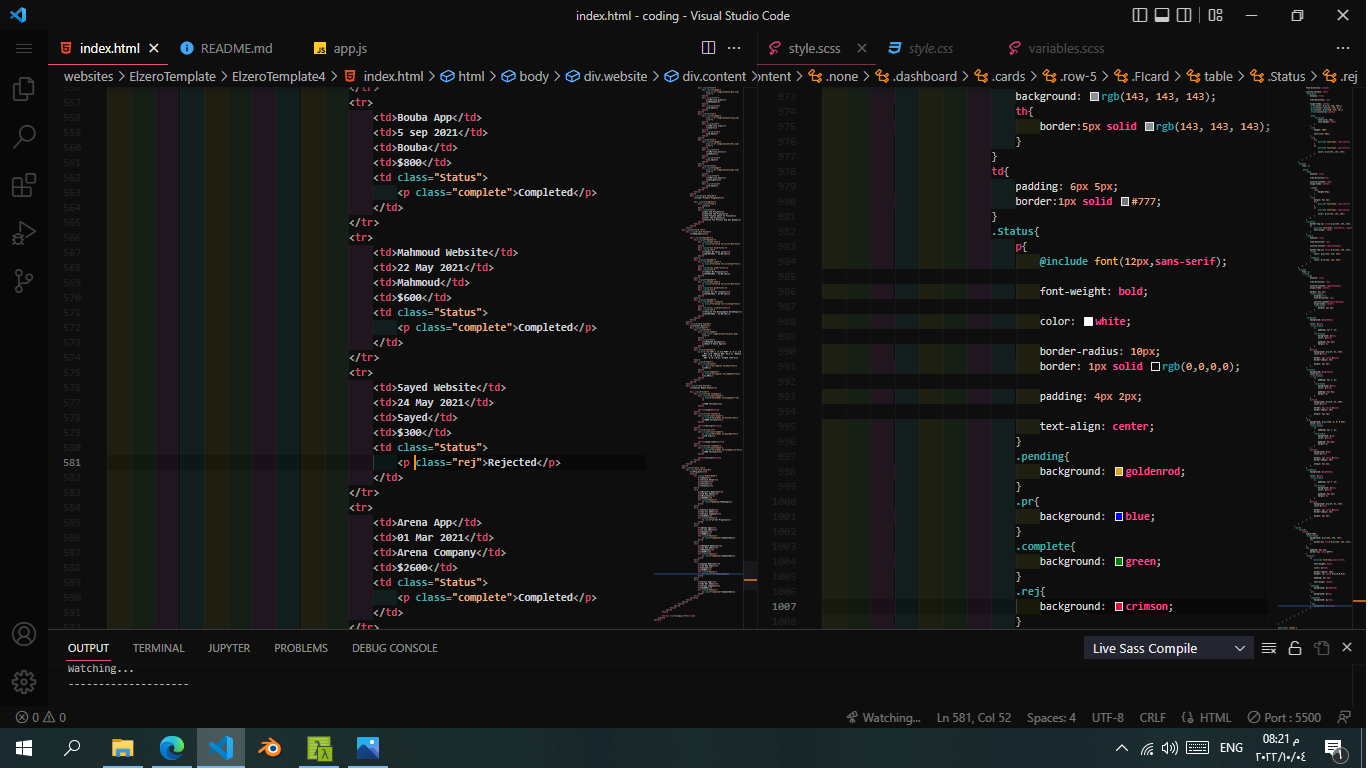 index.html - coding - Visual Studio Code
index.html
README.md
app.js
style.scss
style.css
variables.scss
websites > ElzeroTemplate > ElzeroTemplate4 > index.html > html > body > div.website > div.content
ontent > .none > .dashboard > .cards > .row-5 > .FIcard > table > .Status > .rej
557 <tr>
558 <td>Bouba App</td>
559 <td>5 sep 2021</td>
560 <td>Bouba</td>
561 <td>$800</td>
562 <td class="Status">
563 <p class="complete">Completed</p>
564 </td>
565 </tr>
566 <tr>
567 <td>Mahmoud Website</td>
568 <td>22 May 2021</td>
569 <td>Mahmoud</td>
570 <td>$600</td>
571 <td class="Status">
572 <p class="complete">Completed</p>
573 </td>
574 </tr>
575 <tr>
576 <td>Sayed Website</td>
577 <td>24 May 2021</td>
578 <td>Sayed</td>
579 <td>$300</td>
580 <td class="Status">
581 <p class="rej">Rejected</p>
582 </td>
583 </tr>
584 <tr>
585 <td>Arena App</td>
586 <td>01 Mar 2021</td>
587 <td>Arena Company</td>
588 <td>$2600</td>
589 <td class="Status">
590 <p class="complete">Completed</p>
591 </td>
592 </tr>
973 background: rgb(143, 143, 143);
974 th{
975 border:5px solid rgb(143, 143, 143);
976 }
977 }
978 td{
979 padding: 6px 5px;
980 border:1px solid #777;
981 }
982 .Status{
983 p{
984 @include font(12px,sans-serif);
985
986 font-weight: bold;
987
988 color: white;
989
990 border-radius: 10px;
991 border: 1px solid rgb(0,0,0,0);
992
993 padding: 4px 2px;
994
995 text-align: center;
996 }
997 .pending{
998 background: goldenrod;
999 }
1000 .pr{
1001 background: blue;
1002 }
1003 .complete{
1004 background: green;
1005 }
1006 .rej{
1007 background: crimson;
1008 }
OUTPUT
TERMINAL
JUPYTER
PROBLEMS
DEBUG CONSOLE
Live Sass Compile
Watching...
--------------------
0 0
Watching...
Ln 581, Col 52
Spaces: 4
UTF-8
CRLF
HTML
Port : 5500
ENG
08:21 م
٢٠٢٢/١٠/٠٤
1